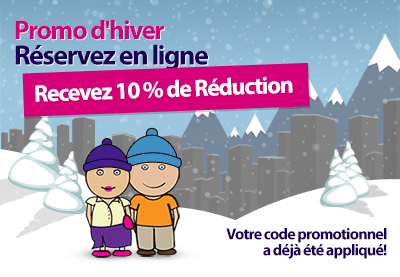 Promo d'hiver
Réservez en ligne
Recevez 10 % de Réduction
Votre code promotionnel
a déjà été appliqué!